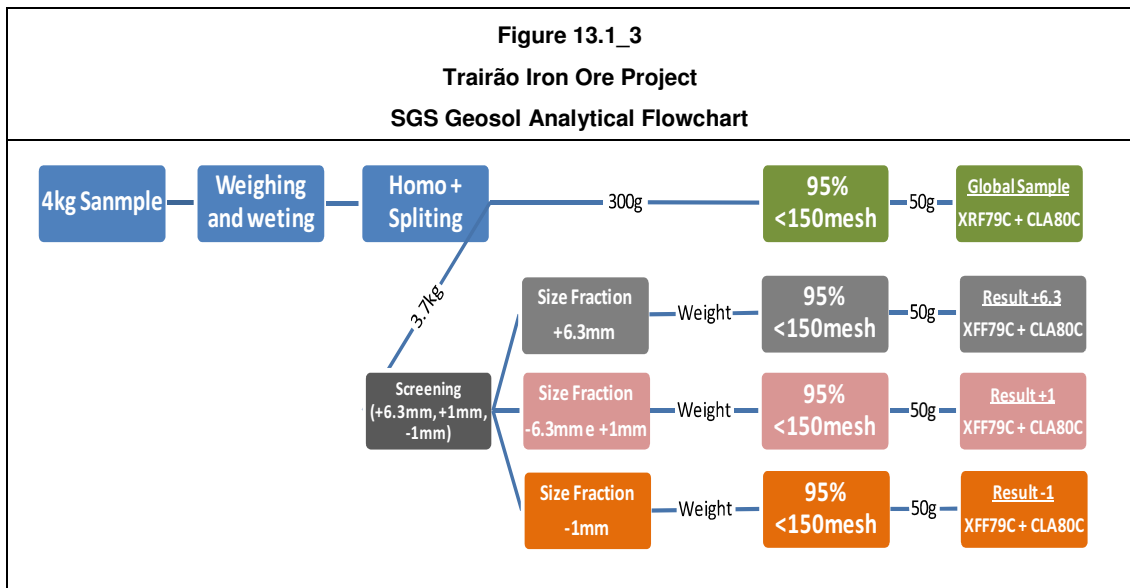 Figure 13.1_3
Trairão Iron Ore Project
SGS Geosol Analytical Flowchart
4kg Sanmple
Weighing
and weting
Homo +
Spliting
300g
95%
<150mesh
50g
Global Sample
XRF79C + CLA80C
3.7kg
Screening
(+6.3mm, +1mm,
-1mm)
Size Fraction
+6.3mm
Weight
95%
<150mesh
50g
Result +6.3
XFF79C + CLA80C
Size Fraction
-6.3mm e +1mm
Weight
95%
<150mesh
50g
Result +1
XFF79C + CLA80C
Size Fraction
-1mm
Weight
95%
<150mesh
50g
Result -1
XFF79C + CLA80C